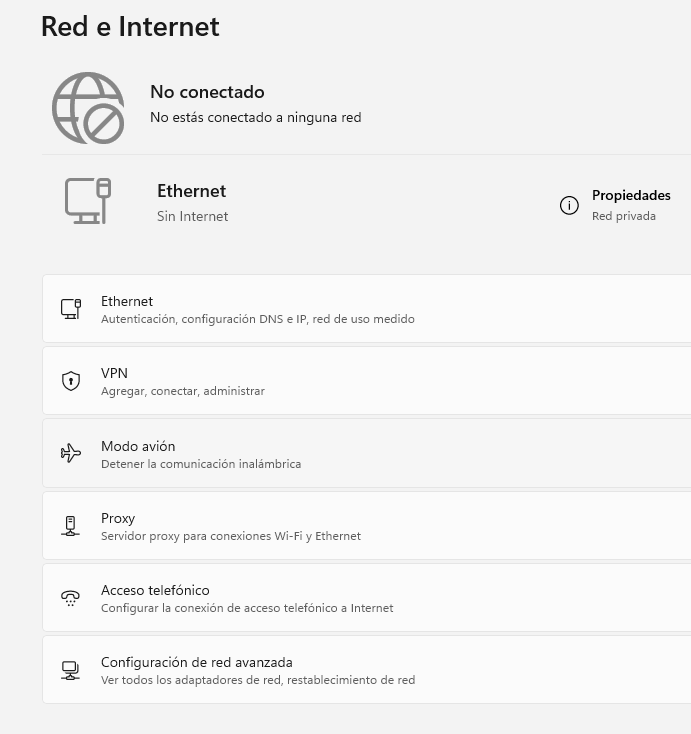 Red e Internet
No conectado
No estás conectado a ninguna red
Ethernet
Sin Internet
Propiedades
Red privada
Ethernet
Autenticación, configuración DNS e IP, red de uso medido
VPN
Agregar, conectar, administrar
Modo avión
Detener la comunicación inalámbrica
Proxy
Servidor proxy para conexiones Wi-Fi y Ethernet
Acceso telefónico
Configurar la conexión de acceso telefónico a Internet
Configuración de red avanzada
Ver todos los adaptadores de red, restablecimiento de red